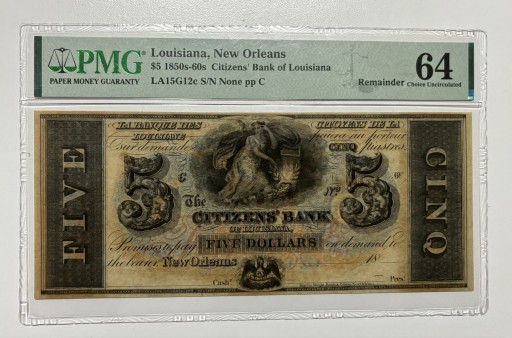 PMG
PAPER MONEY GUARANTY
Louisiana, New Orleans
$5 1850s-60s Citizens' Bank of Louisiana
LA15G12c S/N None pp C
Remainder
64
Choice Uncirculated
LA BANQUE DES
CITOYENS DE LA
LOUISIANE
paiera au porteur
sur demande
CINQ
piastres.
FIVE
5
C
No
5
CINQ
The
CITIZENS' BANK
OF LOUISIANA
Promises to pay FIVE DOLLARS on demand to
the bearer, New Orleans
18
Cashr.
Pres.